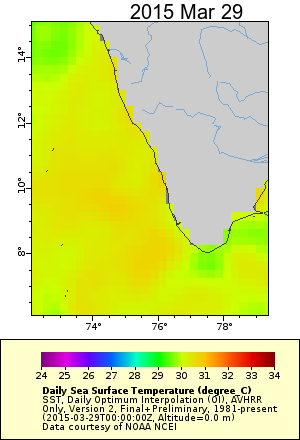 2015 Mar 29
14°
12°
10°
8°
74°
76°
78°
24 25 26 27 28 29 30 31 32 33 34
Daily Sea Surface Temperature (degree_C)
SST, Daily Optimum Interpolation (OI), AVHRR
Only, Version 2, Final+Preliminary, 1981-present
(2015-03-29T00:00:00Z, Altitude=0.0 m)
Data courtesy of NOAA NCEI